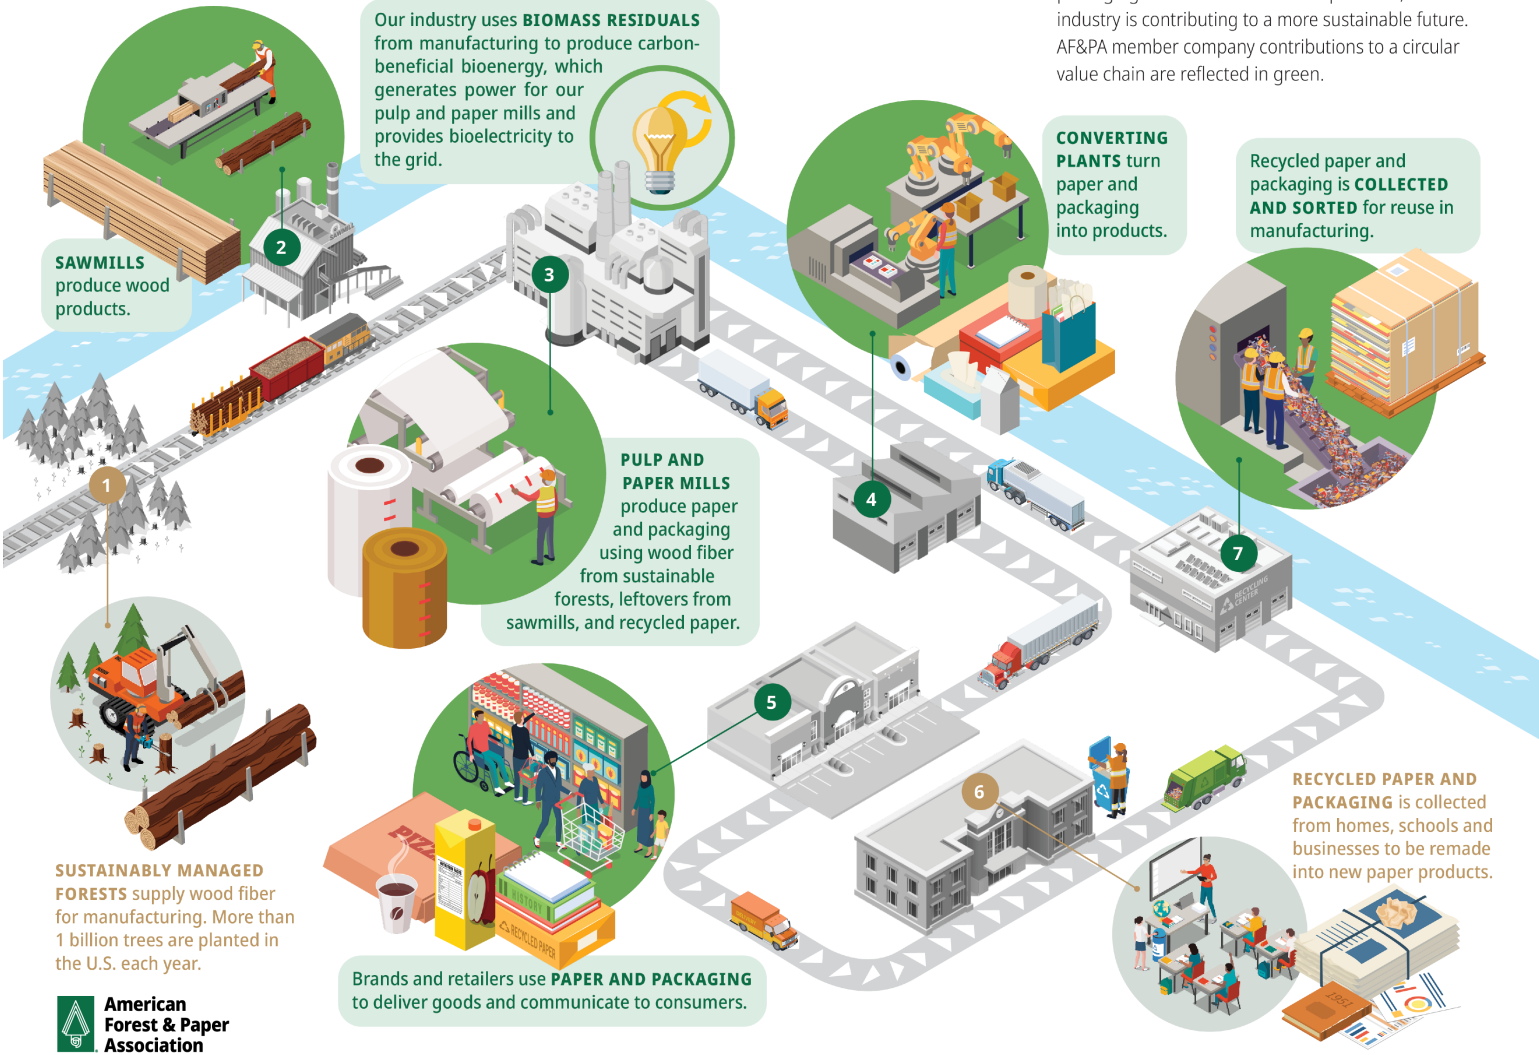 industry is contributing to a more sustainable future.
AF&PA member company contributions to a circular
value chain are reflected in green.
Our industry uses BIOMASS RESIDUALS
from manufacturing to produce carbon-
beneficial bioenergy, which
generates power for our
pulp and paper mills and
provides bioelectricity to
the grid.
CONVERTING
PLANTS turn
paper and
packaging
into products.
Recycled paper and
packaging is COLLECTED
AND SORTED for reuse in
manufacturing.
2
SAWMILLS
produce wood
products.
3
1
PULP AND
PAPER MILLS
produce paper
and packaging
using wood fiber
from sustainable
forests, leftovers from
sawmills, and recycled paper.
4
7
RECYCLING
CENTER
5
6
RECYCLED PAPER AND
PACKAGING is collected
from homes, schools and
businesses to be remade
into new paper products.
PIZZA
HISTORY
RECYCLED PAPER
SUSTAINABLY MANAGED
FORESTS supply wood fiber
for manufacturing. More than
1 billion trees are planted in
the U.S. each year.
Brands and retailers use PAPER AND PACKAGING
to deliver goods and communicate to consumers.
American
Forest & Paper
Association